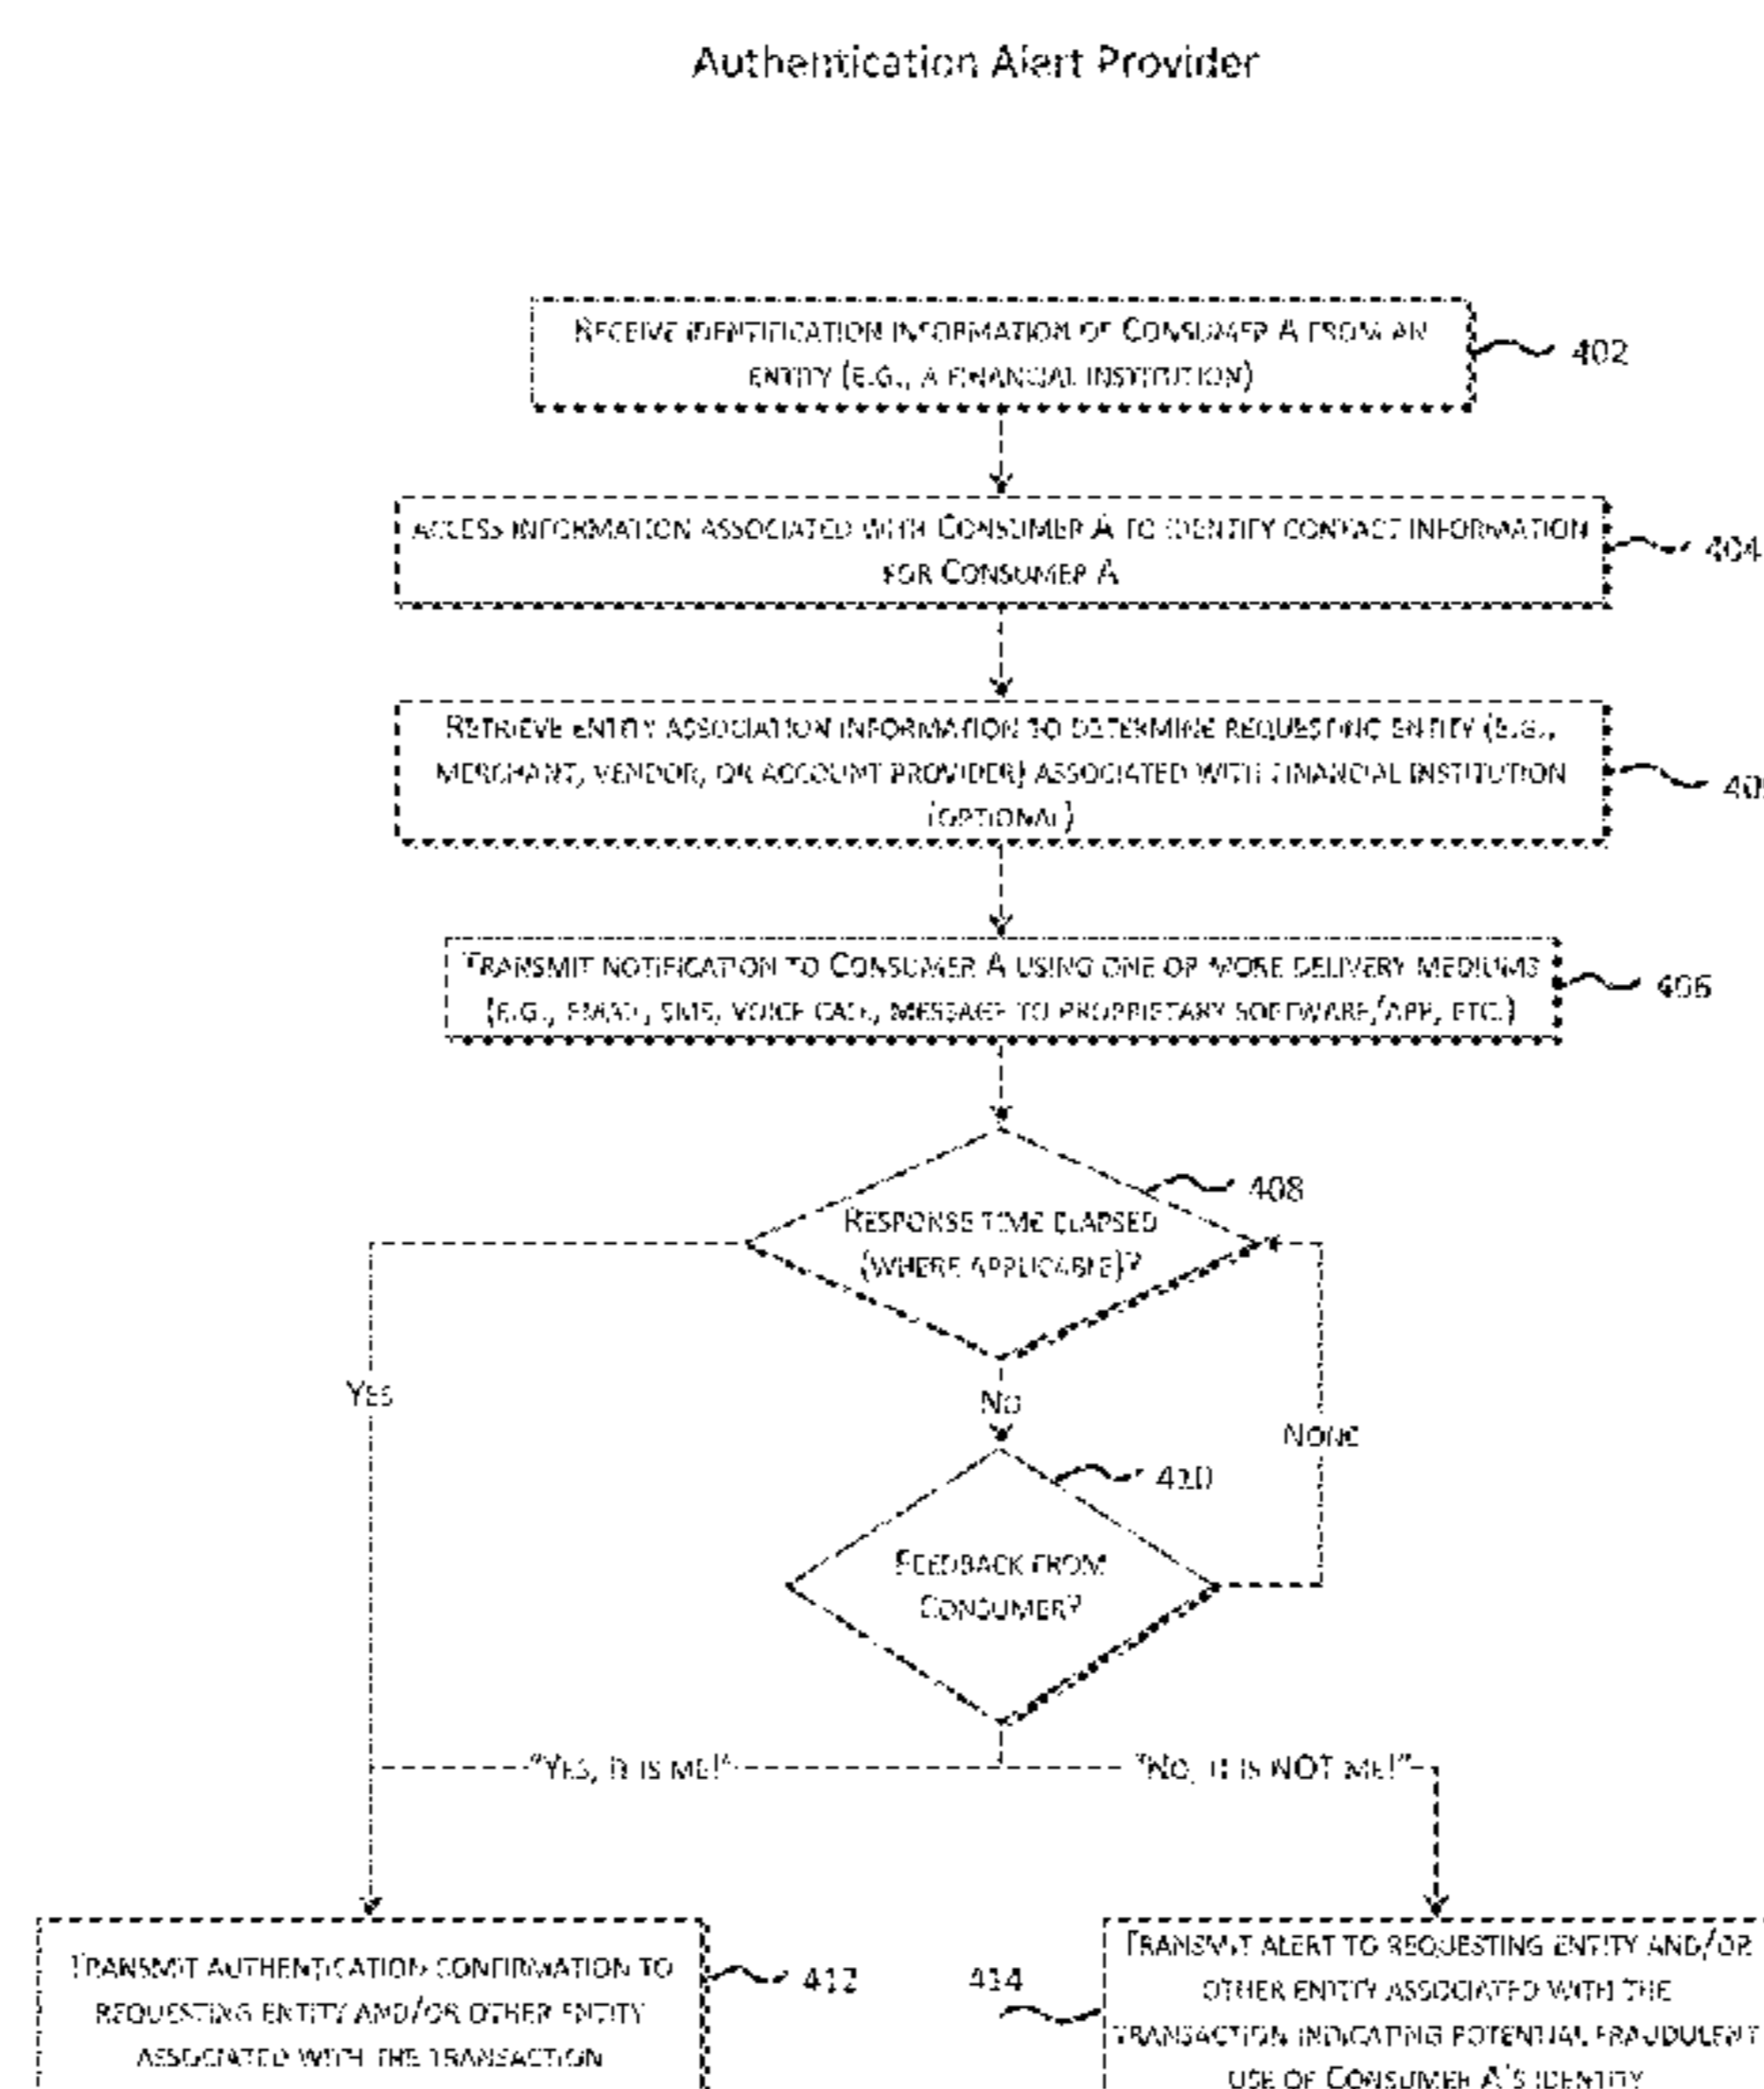 Authentication Alert Provider
Receive identification information of Consumer A from an
entity (e.g., a financial institution)
402
access information associated with Consumer A to identify contact information
for Consumer A
404
Retrieve entity association information to determine requesting entity (e.g.,
merchant, vendor, or account provider) associated with financial institution
(optional)
40
Transmit notification to Consumer A using one or more delivery mediums
(e.g., email, SMS, voice call, message to proprietary software/app, etc.)
406
408
Response time elapsed
(where applicable)?
Yes
No
None
410
Feedback from
Consumer?
"Yes, it is me!"
"No, it is NOT me!"
Transmit authentication confirmation to
requesting entity and/or other entity
associated with the transaction
412
414
Transmit alert to requesting entity and/or
other entity associated with the
transaction indicating potential fraudulent
use of Consumer A's identity